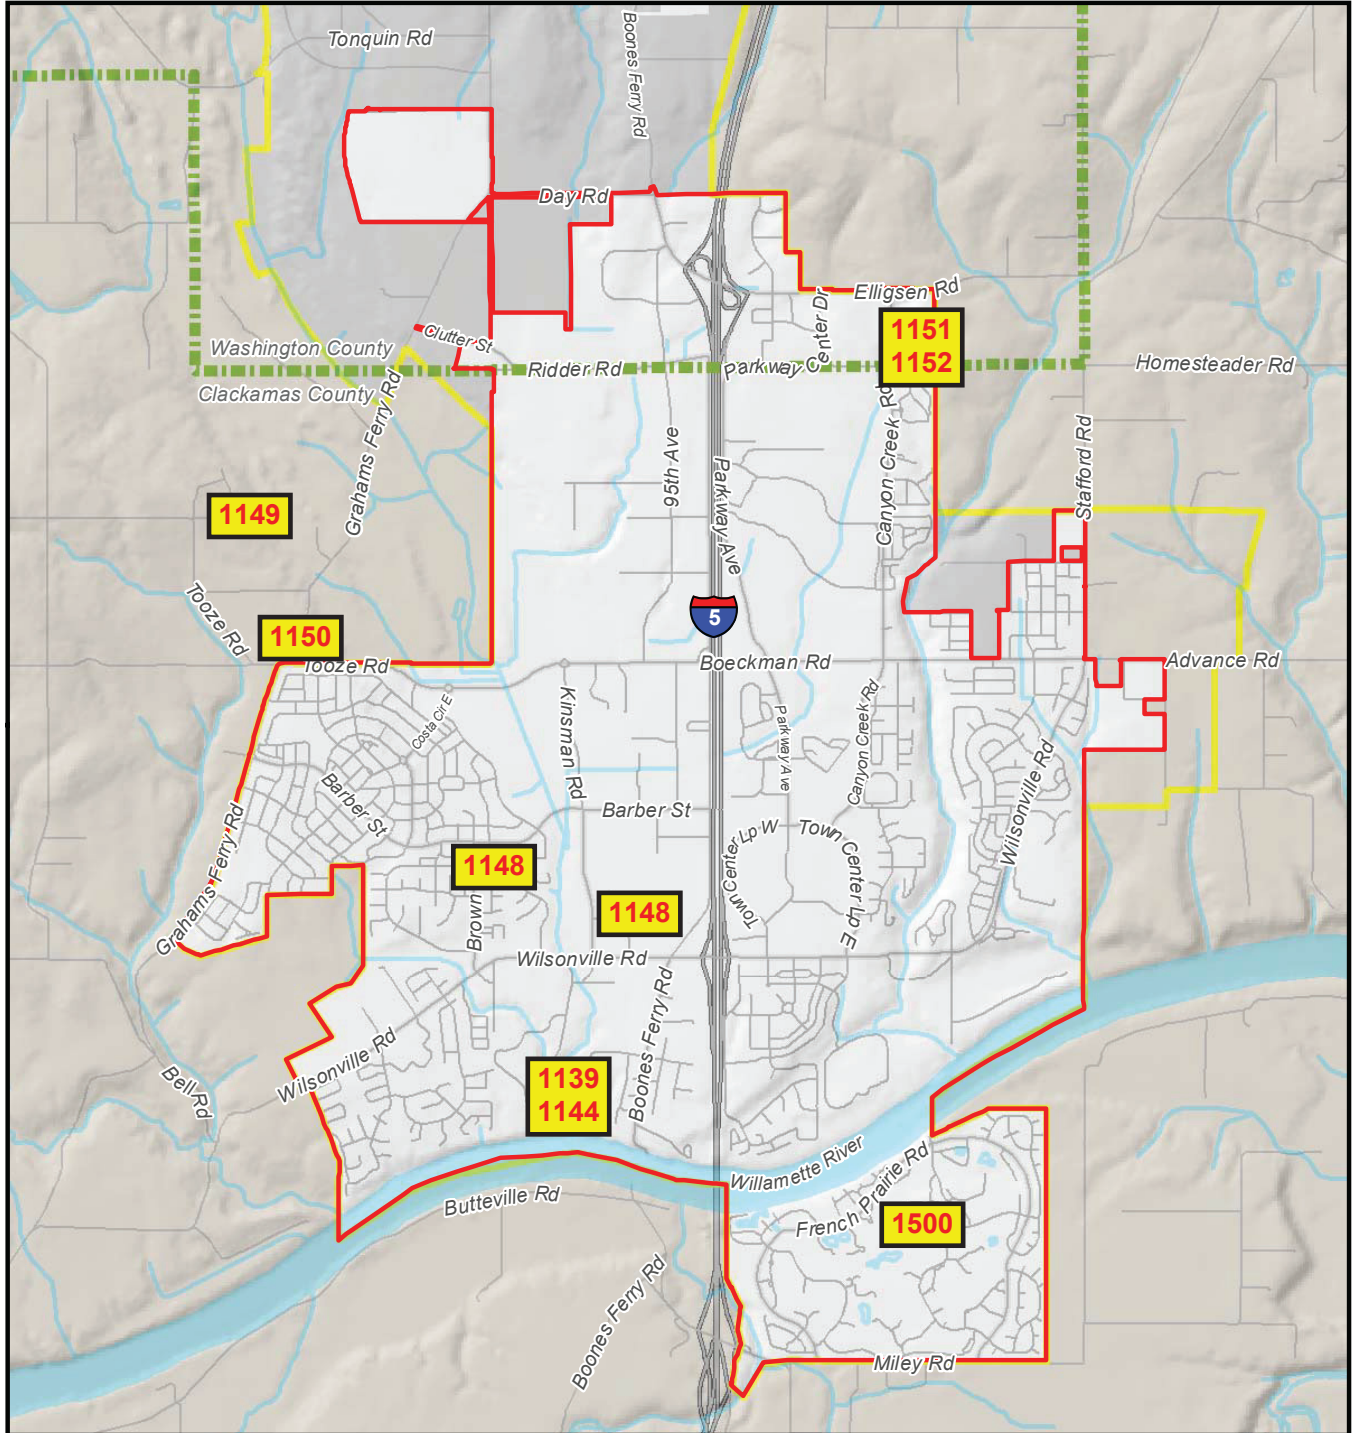 Tonquin Rd
Boones Ferry Rd
Day Rd
Elligsen Rd
Parkway Center Dr
1151
1152
Clutter St
Washington County
Ridder Rd
Homesteader Rd
Clackamas County
Grahams Ferry Rd
95th Ave
Parkway Ave
Canyon Creek Rd
Stafford Rd
1149
Tooze Rd
5
1150
Tooze Rd
Boeckman Rd
Advance Rd
Costa Cir E
Kinsman Rd
Parkway Ave
Canyon Creek Rd
Wilsonville Rd
Barber St
Barber St
Town Center Lp W
Town Center Lp E
Grahams Ferry Rd
1148
1148
Brown
Wilsonville Rd
Boones Ferry Rd
Wilsonville Rd
Bell Rd
1139
1144
Willamette River
Butteville Rd
French Prairie Rd
1500
Boones Ferry Rd
Miley Rd